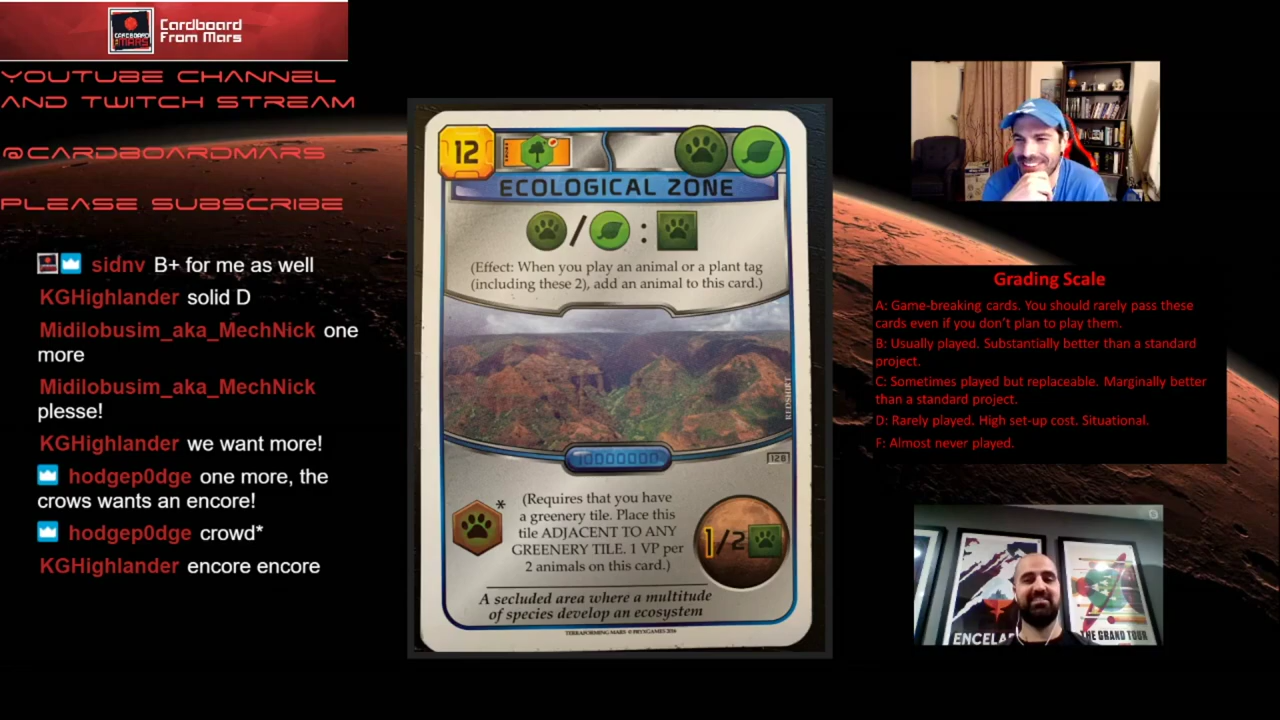 Cardboard
From Mars
CARDBOARD
MARS
YOUTUBE CHANNEL
AND TWITCH STREAM
@CARDBOARDMARS
PLEASE SUBSCRIBE
sidnv B+ for me as well
KGHighlander solid D
Midilobusim_aka_MechNick one
more
Midilobusim_aka_MechNick
plesse!
KGHighlander we want more!
hodgep0dge one more, the
crows wants an encore!
hodgep0dge crowd*
KGHighlander encore encore
12
ECOLOGICAL ZONE
/ :
(Effect: When you play an animal or a plant tag
(including these 2), add an animal to this card.)
REDSHIRT
128
* (Requires that you have
a greenery tile. Place this
tile ADJACENT TO ANY
GREENERY TILE. 1 VP per
2 animals on this card.)
1/2
A secluded area where a multitude
of species develop an ecosystem
TERRAFORMING MARS © FRYXGAMES 2016
Grading Scale
A: Game-breaking cards. You should rarely pass these
cards even if you don't plan to play them.
B: Usually played. Substantially better than a standard
project.
C: Sometimes played but replaceable. Marginally better
than a standard project.
D: Rarely played. High set-up cost. Situational.
F: Almost never played.
ENCELA
THE GRAND TOUR